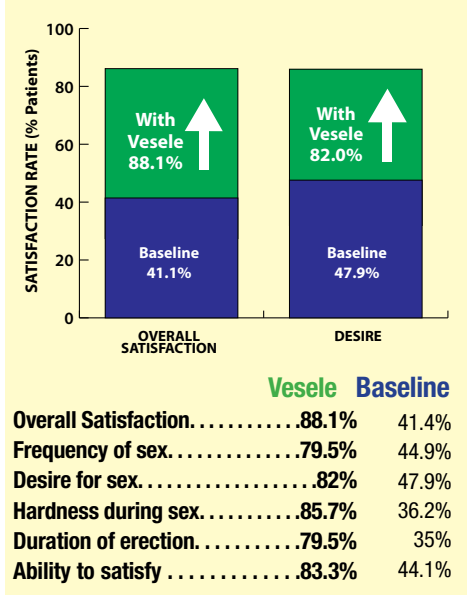 SATISFACTION RATE (% Patients)
100
80
60
40
20
0
With
Vesele
88.1%
Baseline
41.1%
With
Vesele
82.0%
Baseline
47.9%
OVERALL
SATISFACTION
DESIRE
Vesele Baseline
Overall Satisfaction. . . . . . . . . . . .88.1% 41.4%
Frequency of sex. . . . . . . . . . . . . .79.5% 44.9%
Desire for sex. . . . . . . . . . . . . . . . . .82% 47.9%
Hardness during sex. . . . . . . . . . .85.7% 36.2%
Duration of erection. . . . . . . . . . .79.5% 35%
Ability to satisfy . . . . . . . . . . . . . .83.3% 44.1%